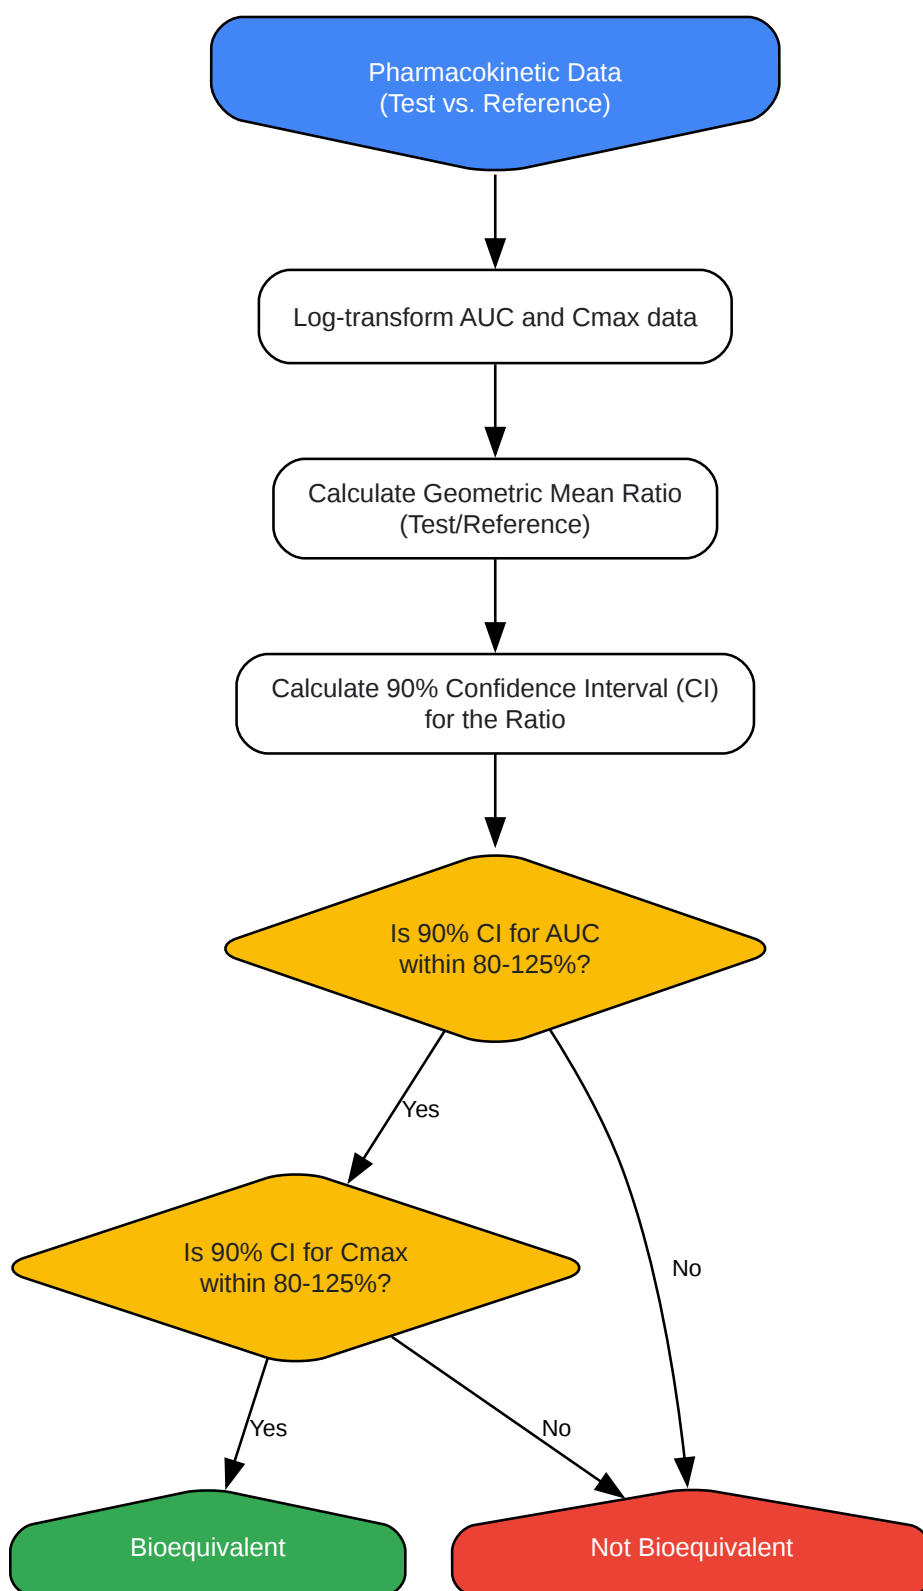 Pharmacokinetic Data
(Test vs. Reference)
Log-transform AUC and Cmax data
Calculate Geometric Mean Ratio
(Test/Reference)
Calculate 90% Confidence Interval (CI)
for the Ratio
Is 90% CI for AUC
within 80-125%?
Yes
Is 90% CI for Cmax
within 80-125%?
No
Yes
No
Bioequivalent
Not Bioequivalent